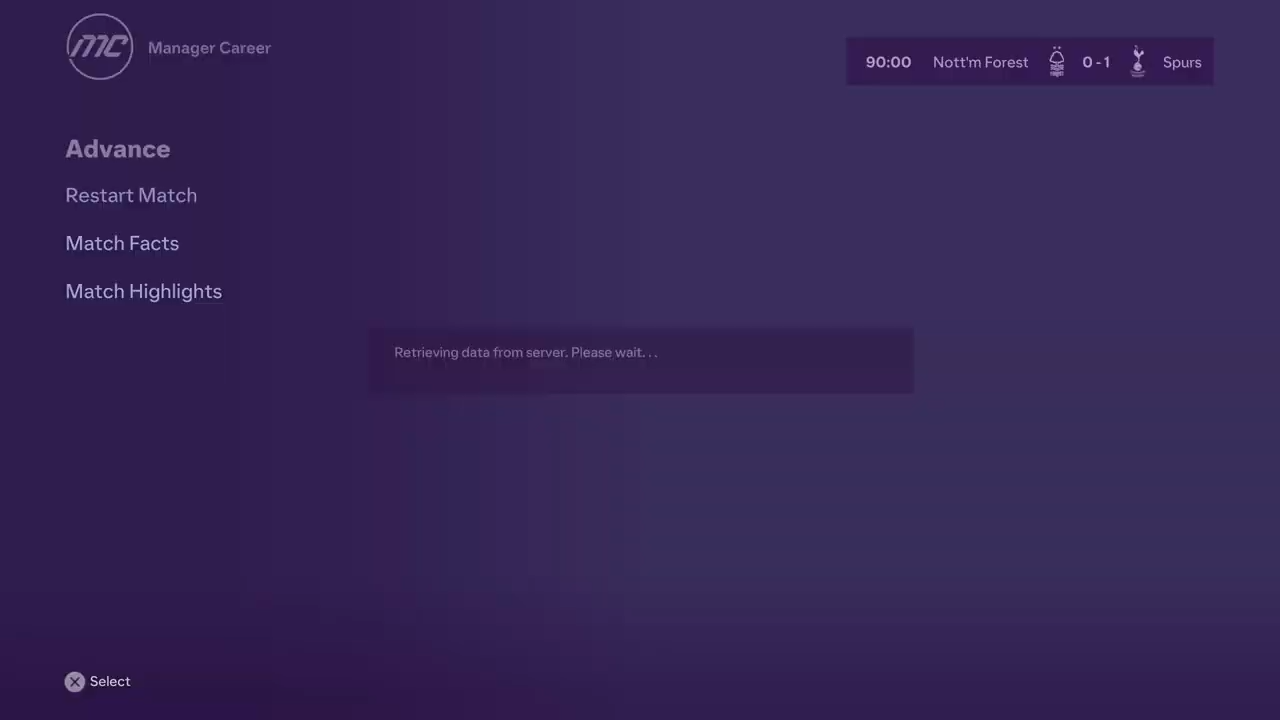 MC Manager Career
90:00 Nott'm Forest 0 - 1 Spurs
Advance
Restart Match
Match Facts
Match Highlights
Retrieving data from server. Please wait. . .
Select